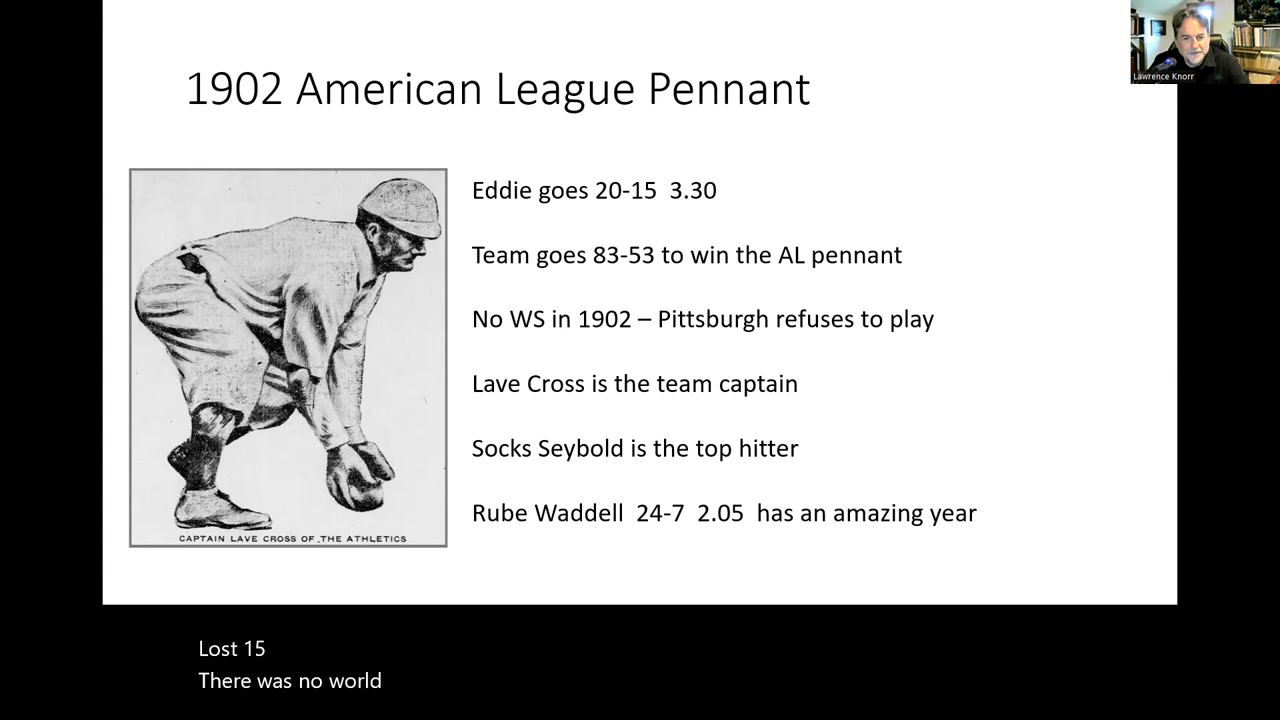 1902 American League Pennant
Lawrence Knorr
Eddie goes 20-15 3.30
Team goes 83-53 to win the AL pennant
No WS in 1902 – Pittsburgh refuses to play
Lave Cross is the team captain
Socks Seybold is the top hitter
Rube Waddell 24-7 2.05 has an amazing year
CAPTAIN LAVE CROSS OF THE ATHLETICS
Lost 15
There was no world